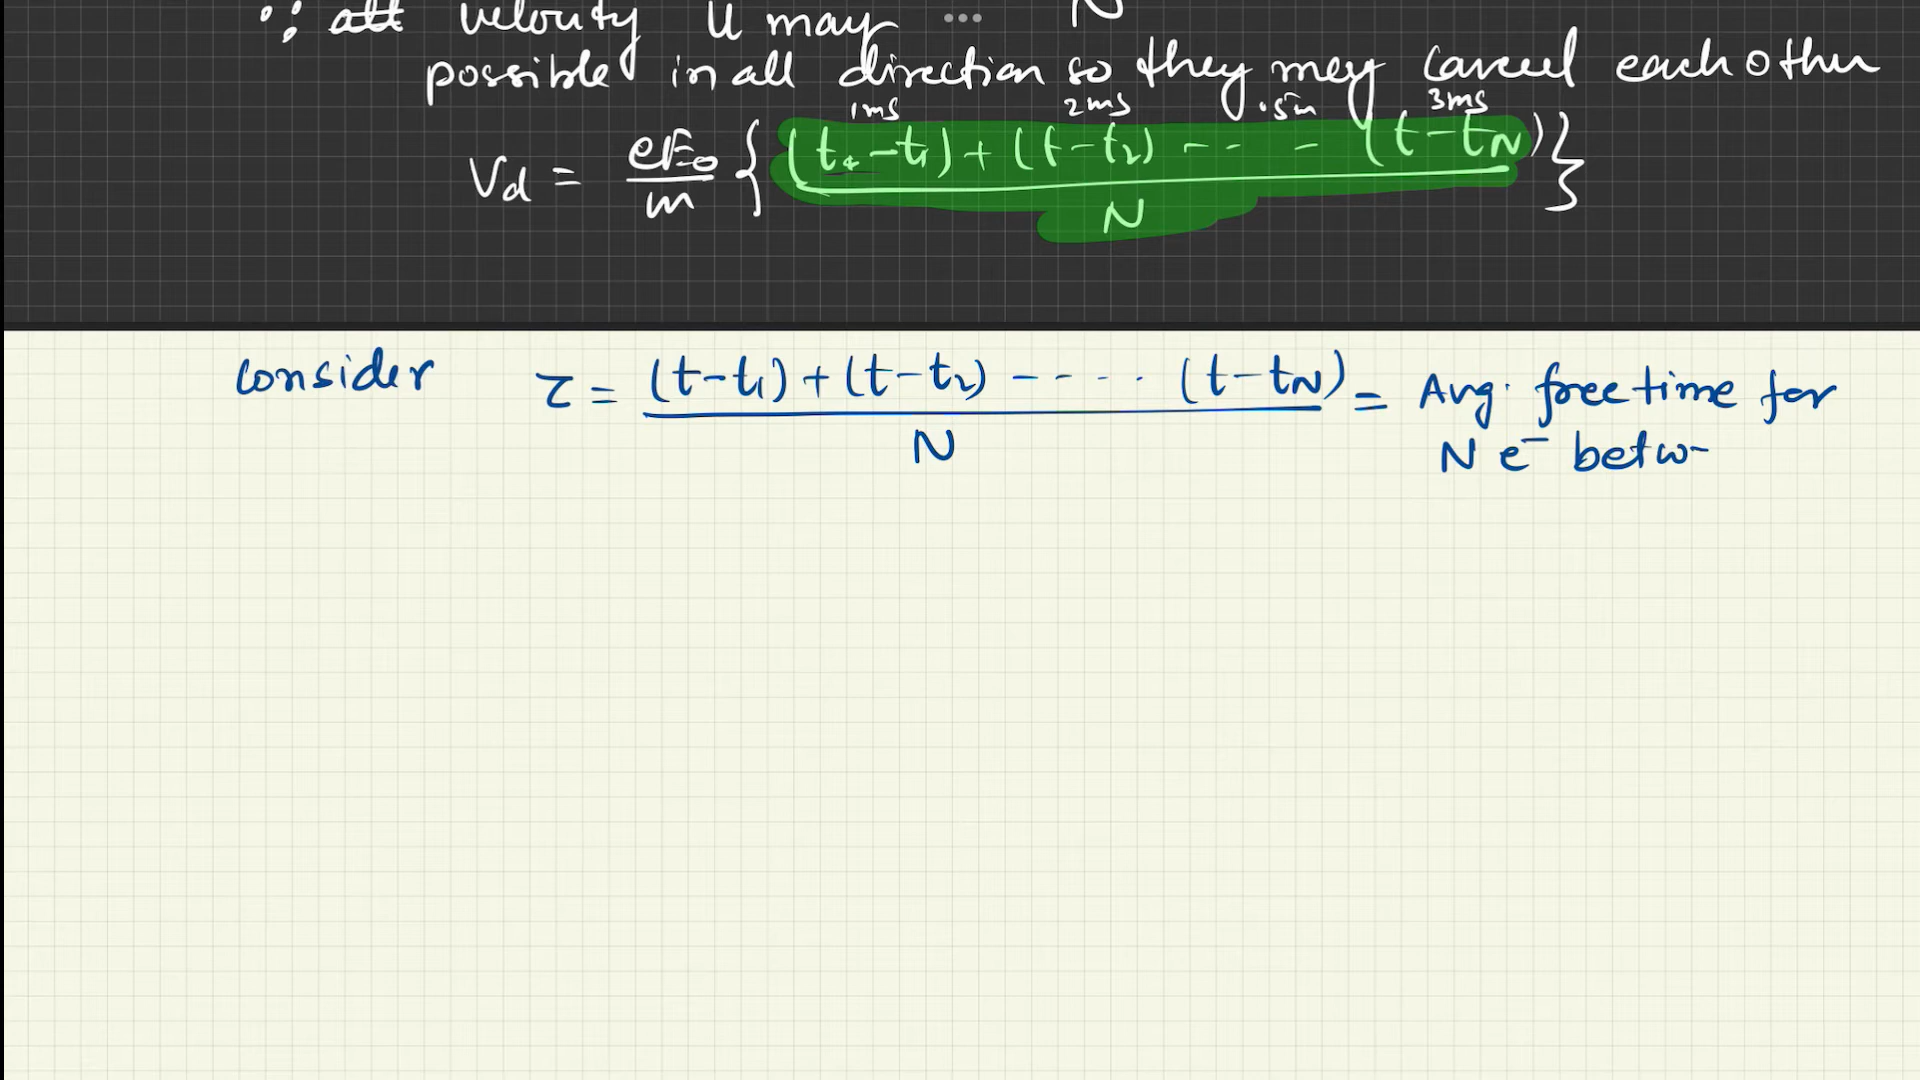 ∵ all velocity u may ... N
possible in all direction so they may cancel each other
1ms 2ms .5m 3ms
Vd = eE₀/m { (t₁-t₁) + (t-t₂) -- - (t-tN) / N }
consider τ = (t-t₁) + (t-t₂) ---·· (t-tN) / N = Avg. free time for
N e⁻ betw-